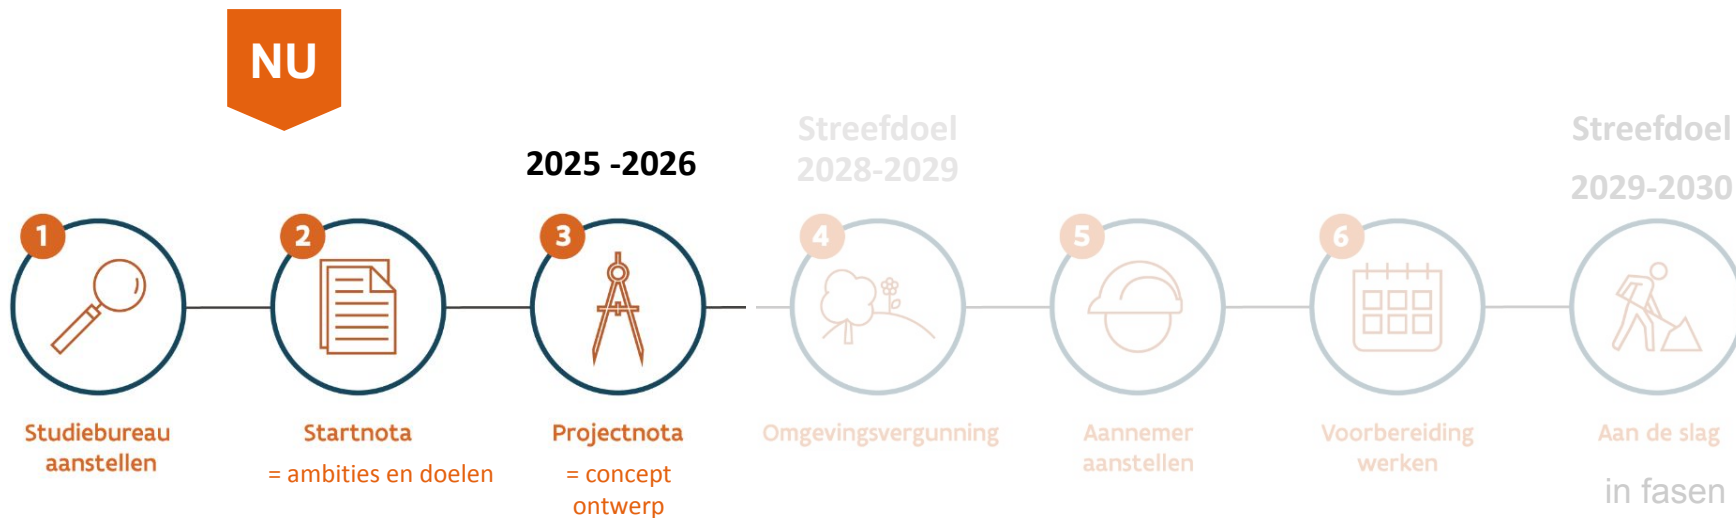 NU
2025 -2026
Streefdoel
2028-2029
Streefdoel
2029-2030
1
2
3
4
5
6
Studiebureau
aanstellen
Startnota
= ambities en doelen
Projectnota
= concept
ontwerp
Omgevingsvergunning
Aannemer
aanstellen
Voorbereiding
werken
Aan de slag
in fasen